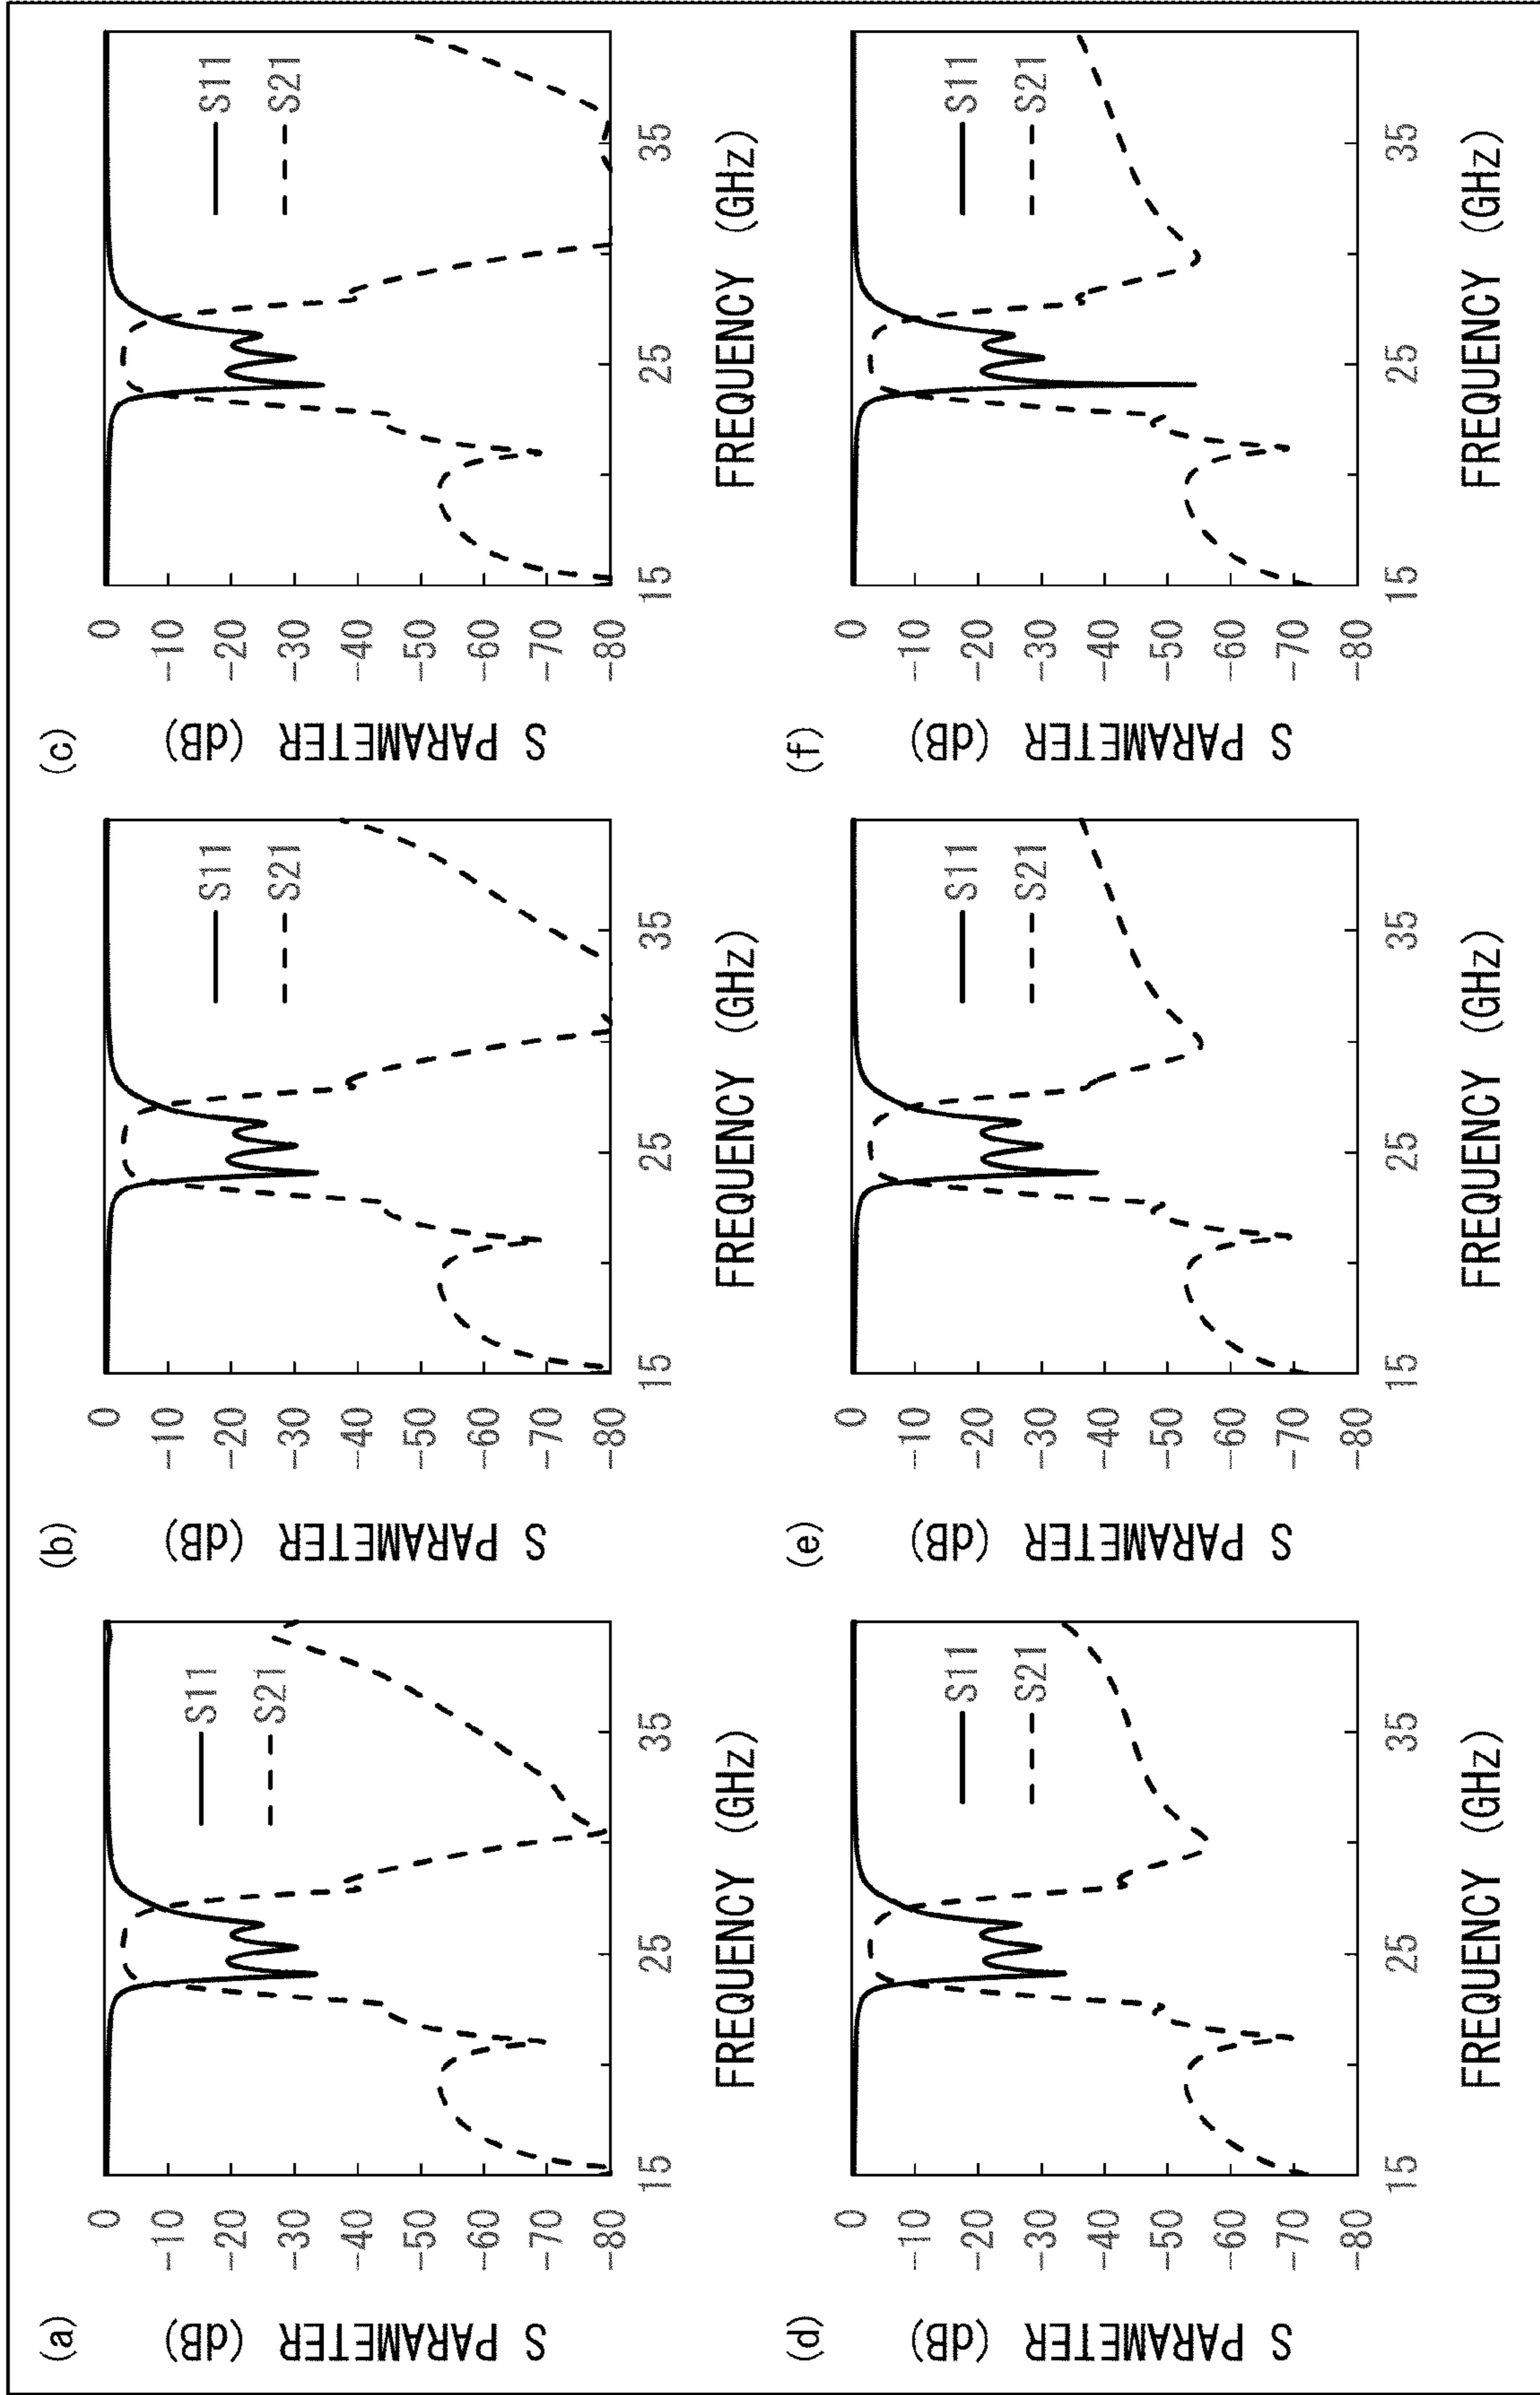 (a)
S PARAMETER (dB)
0
-10
-20
-30
-40
-50
-60
-70
-80
S11
S21
15
25
35
FREQUENCY (GHz)
(b)
S PARAMETER (dB)
0
-10
-20
-30
-40
-50
-60
-70
-80
S11
S21
15
25
35
FREQUENCY (GHz)
(c)
S PARAMETER (dB)
0
-10
-20
-30
-40
-50
-60
-70
-80
S11
S21
15
25
35
FREQUENCY (GHz)
(d)
S PARAMETER (dB)
0
-10
-20
-30
-40
-50
-60
-70
-80
S11
S21
15
25
35
FREQUENCY (GHz)
(e)
S PARAMETER (dB)
0
-10
-20
-30
-40
-50
-60
-70
-80
S11
S21
15
25
35
FREQUENCY (GHz)
(f)
S PARAMETER (dB)
0
-10
-20
-30
-40
-50
-60
-70
-80
S11
S21
15
25
35
FREQUENCY (GHz)